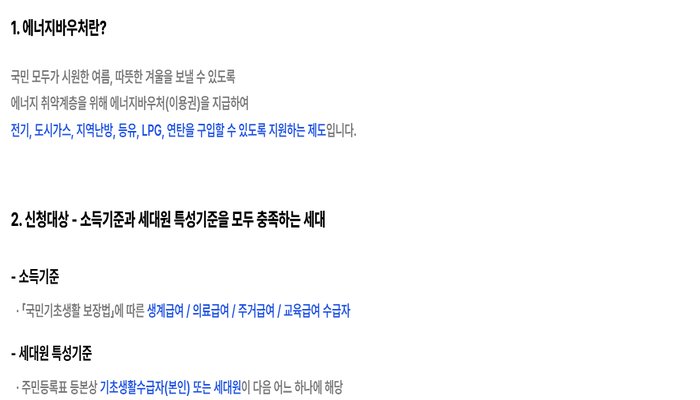 1. 에너지바우처란?
국민 모두가 시원한 여름, 따뜻한 겨울을 보낼 수 있도록
에너지 취약계층을 위해 에너지바우처(이용권)을 지급하여
전기, 도시가스, 지역난방, 등유, LPG, 연탄을 구입할 수 있도록 지원하는 제도입니다.
2. 신청대상 - 소득기준과 세대원 특성기준을 모두 충족하는 세대
- 소득기준
· 「국민기초생활 보장법」에 따른 생계급여 / 의료급여 / 주거급여 / 교육급여 수급자
- 세대원 특성기준
· 주민등록표 등본상 기초생활수급자(본인) 또는 세대원이 다음 어느 하나에 해당